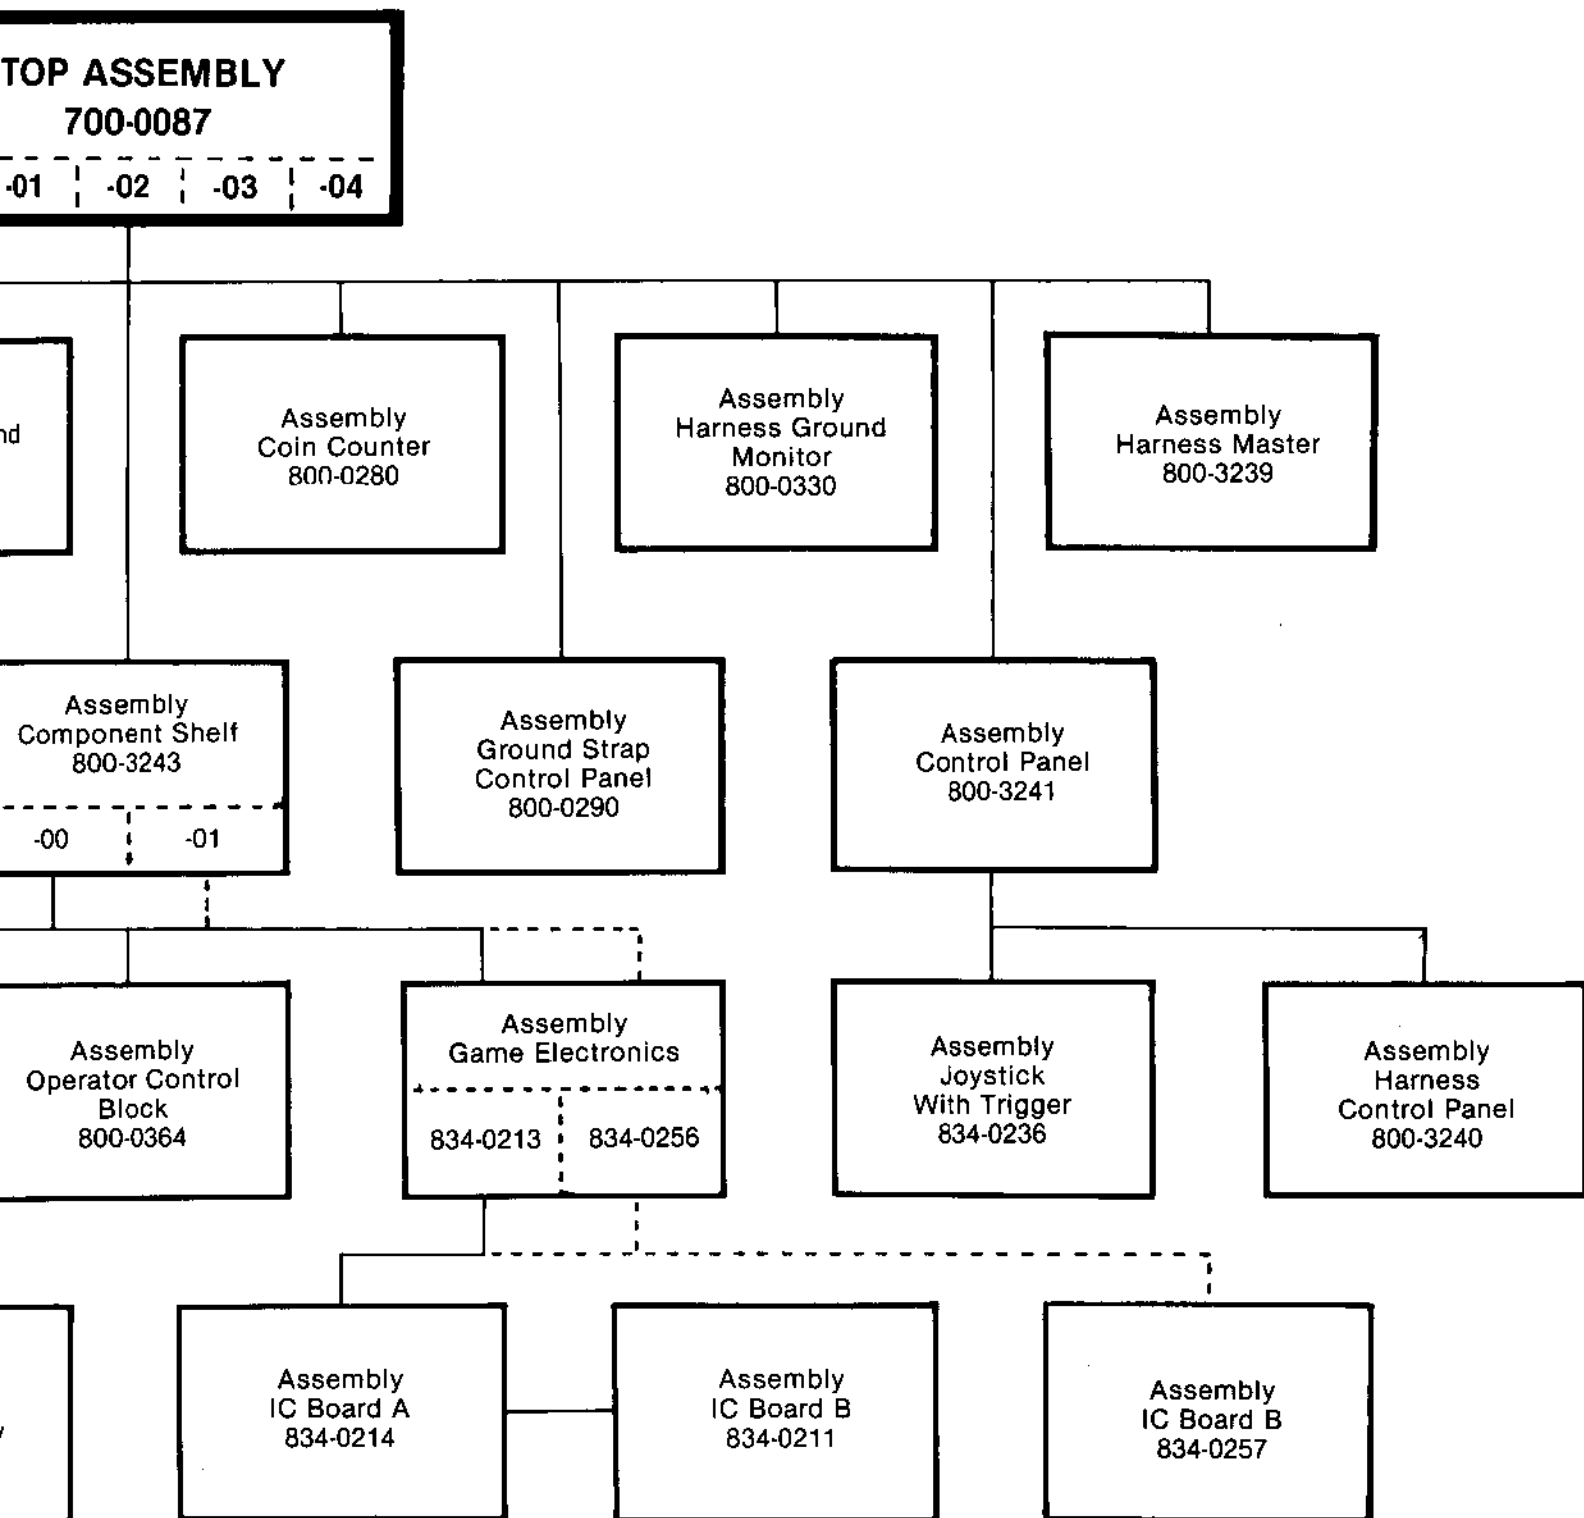 TOP ASSEMBLY
700-0087
-01
-02
-03
-04
Assembly
Coin Counter
800-0280
Assembly
Harness Ground
Monitor
800-0330
Assembly
Harness Master
800-3239
Assembly
Component Shelf
800-3243
-00
-01
Assembly
Ground Strap
Control Panel
800-0290
Assembly
Control Panel
800-3241
Assembly
Operator Control
Block
800-0364
Assembly
Game Electronics
834-0213
834-0256
Assembly
Joystick
With Trigger
834-0236
Assembly
Harness
Control Panel
800-3240
Assembly
IC Board A
834-0214
Assembly
IC Board B
834-0211
Assembly
IC Board B
834-0257